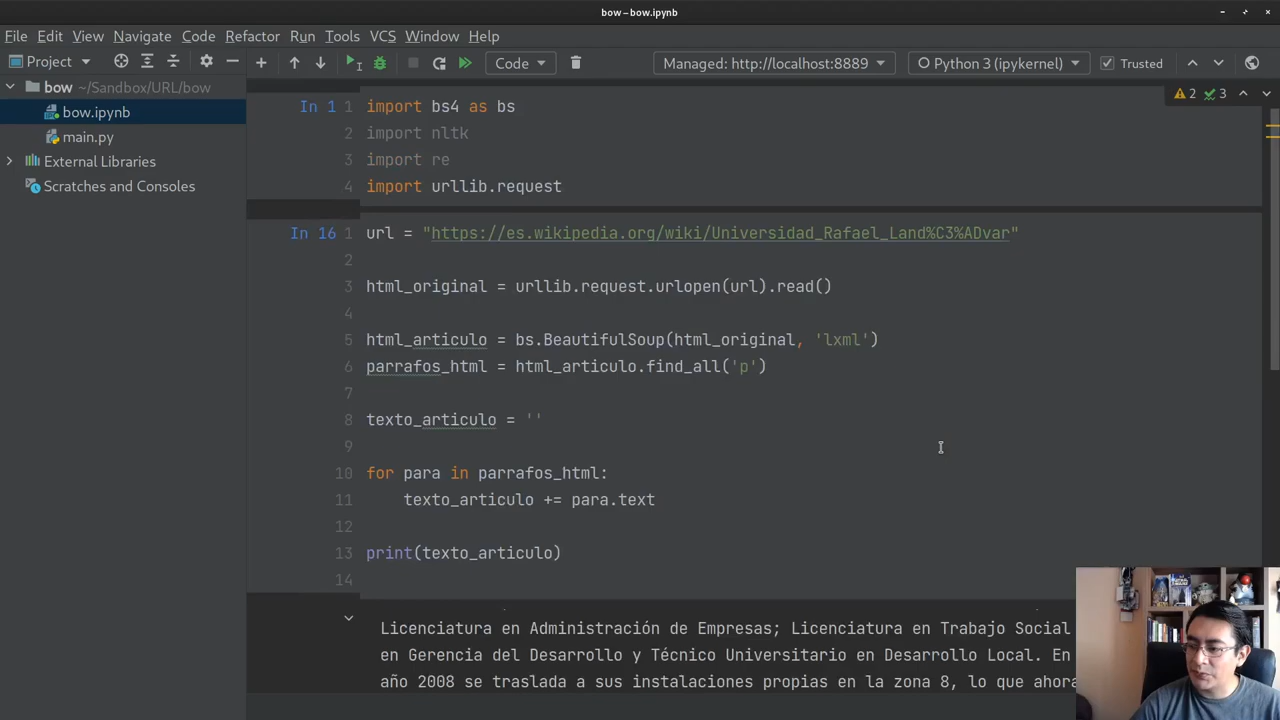 bow – bow.ipynb
File Edit View Navigate Code Refactor Run Tools VCS Window Help
Project Code Managed: http://localhost:8889 Python 3 (ipykernel) Trusted
bow ~/Sandbox/URL/bow
bow.ipynb
main.py
External Libraries
Scratches and Consoles
2 3
In 1 1 import bs4 as bs
2 import nltk
3 import re
4 import urllib.request
In 16 1 url = "https://es.wikipedia.org/wiki/Universidad_Rafael_Land%C3%ADvar"
2
3 html_original = urllib.request.urlopen(url).read()
4
5 html_articulo = bs.BeautifulSoup(html_original, 'lxml')
6 parrafos_html = html_articulo.find_all('p')
7
8 texto_articulo = ''
9
10 for para in parrafos_html:
11 texto_articulo += para.text
12
13 print(texto_articulo)
14
Licenciatura en Administración de Empresas; Licenciatura en Trabajo Social
en Gerencia del Desarrollo y Técnico Universitario en Desarrollo Local. En
año 2008 se traslada a sus instalaciones propias en la zona 8, lo que ahora